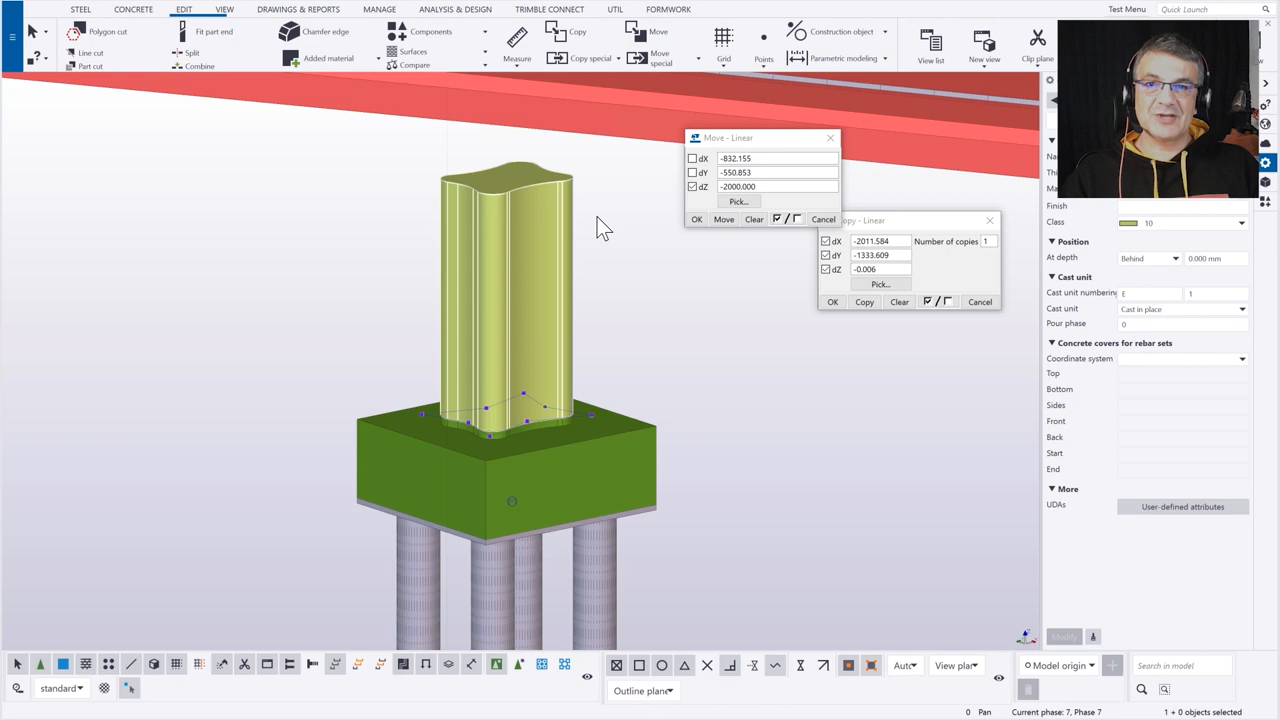 STEEL CONCRETE EDIT VIEW DRAWINGS & REPORTS MANAGE ANALYSIS & DESIGN TRIMBLE CONNECT UTIL FORMWORK Test Menu Quick Launch
Polygon cut Fit part end Chamfer edge Components Copy Move Construction object
Line cut Split Surfaces
Part cut Combine Added material Compare Measure Copy special Move special Grid Points Parametric modeling View list New view Clip plane
Move - Linear
dX -832.155
dY -550.853
dZ -2000.000
Pick...
OK Move Clear / Cancel
opy - Linear
dX -2011.584 Number of copies 1
dY -1333.609
dZ -0.006
Pick...
OK Copy Clear / Cancel
Finish
Class 10
Position
At depth Behind 0.000 mm
Cast unit
Cast unit numbering E 1
Cast unit Cast in place
Pour phase 0
Concrete covers for rebar sets
Coordinate system
Top
Bottom
Sides
Front
Back
Start
End
More
UDAs User-defined attributes
Modify
Auto View plan Model origin Search in model
standard Outline plane
0 Pan Current phase: 7, Phase 7 1 + 0 objects selected